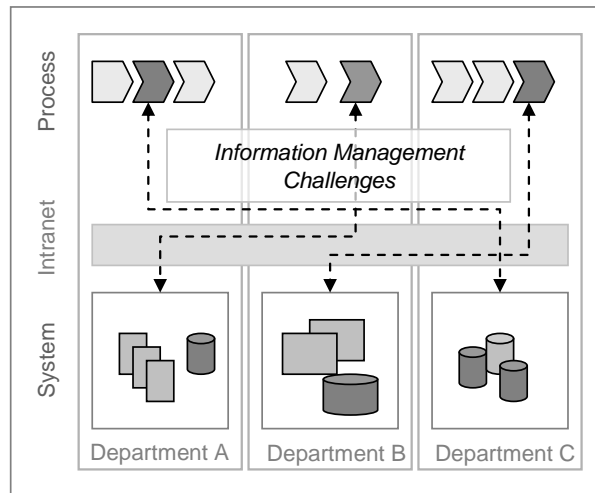 Process
Information Management
Challenges
Intranet
System
Department A
Department B
Department C